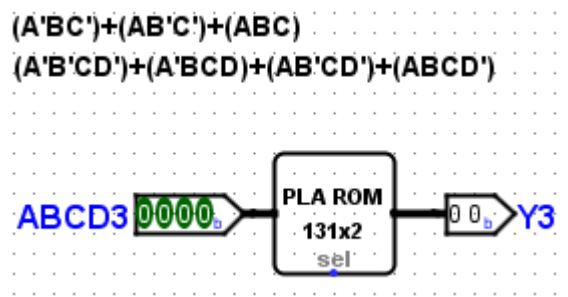 (A'BC')+(AB'C')+(ABC)
(A'B'CD')+(A'BCD)+(AB'CD')+(ABCD')
PLA ROM
ABCD3 0000b 131x2 00b Y3
sel